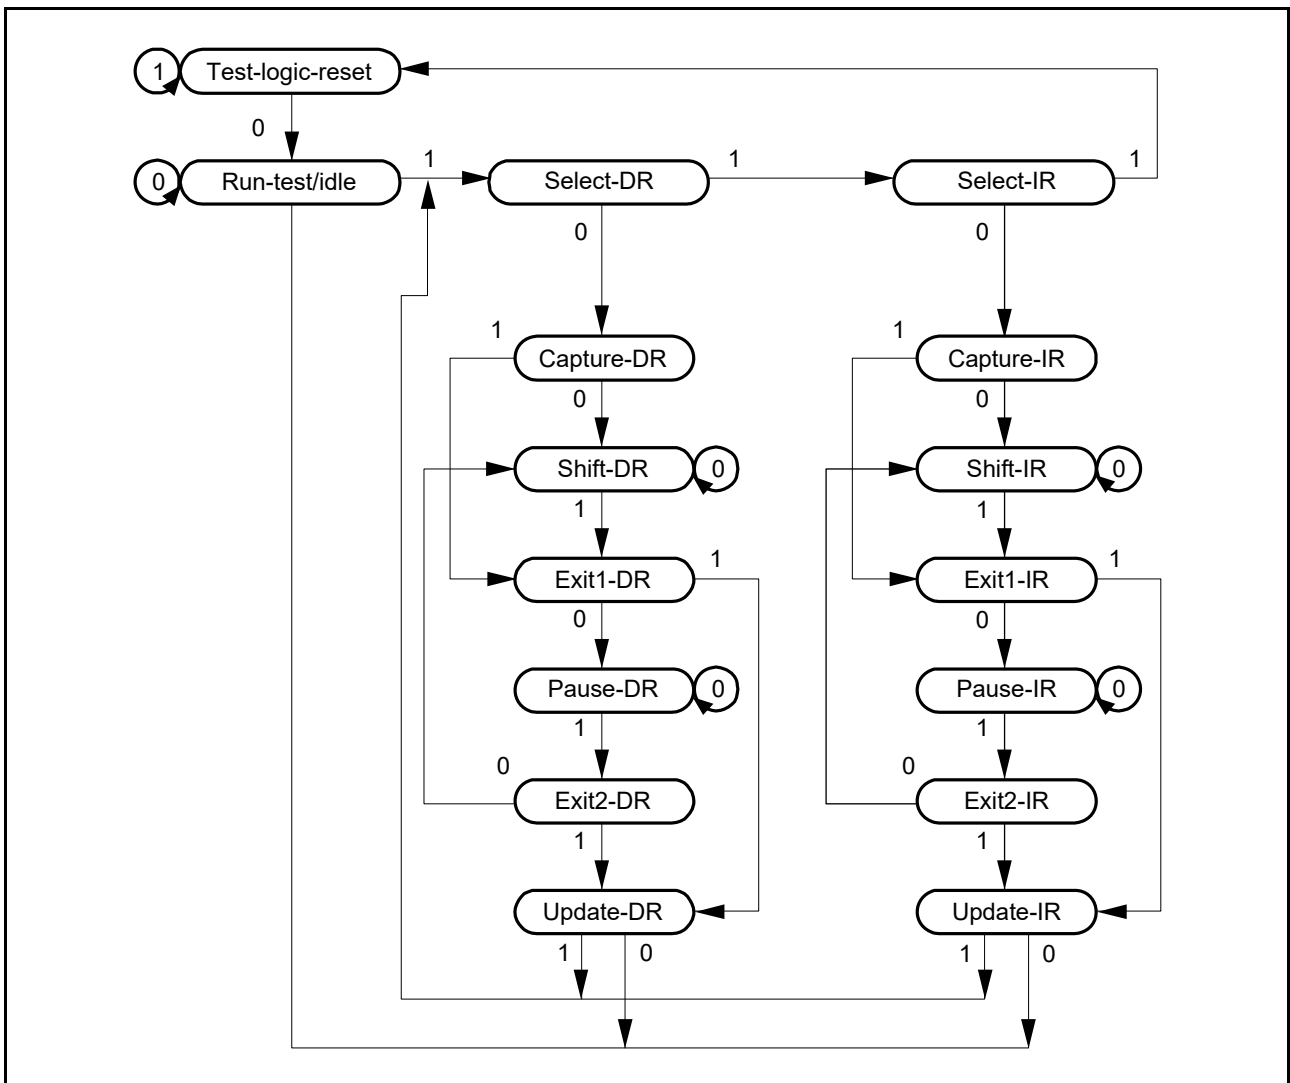 1 Test-logic-reset
0
0 Run-test/idle 1 Select-DR 1 Select-IR 1
0 0
1 1
Capture-DR Capture-IR
0 0
Shift-DR 0 Shift-IR 0
1 1
Exit1-DR 1 Exit1-IR 1
0 0
Pause-DR 0 Pause-IR 0
1 1
0 0
Exit2-DR Exit2-IR
1 1
Update-DR Update-IR
1 0 1 0